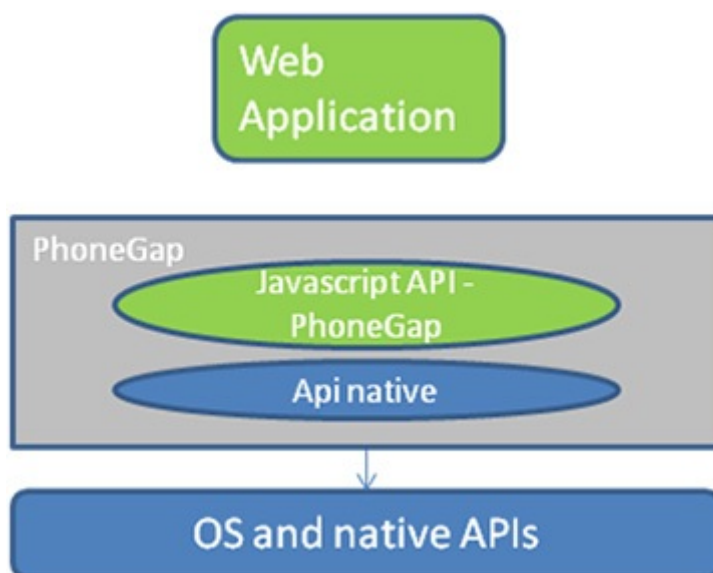 Web
Application
PhoneGap
Javascript API -
PhoneGap
Api native
OS and native APIs